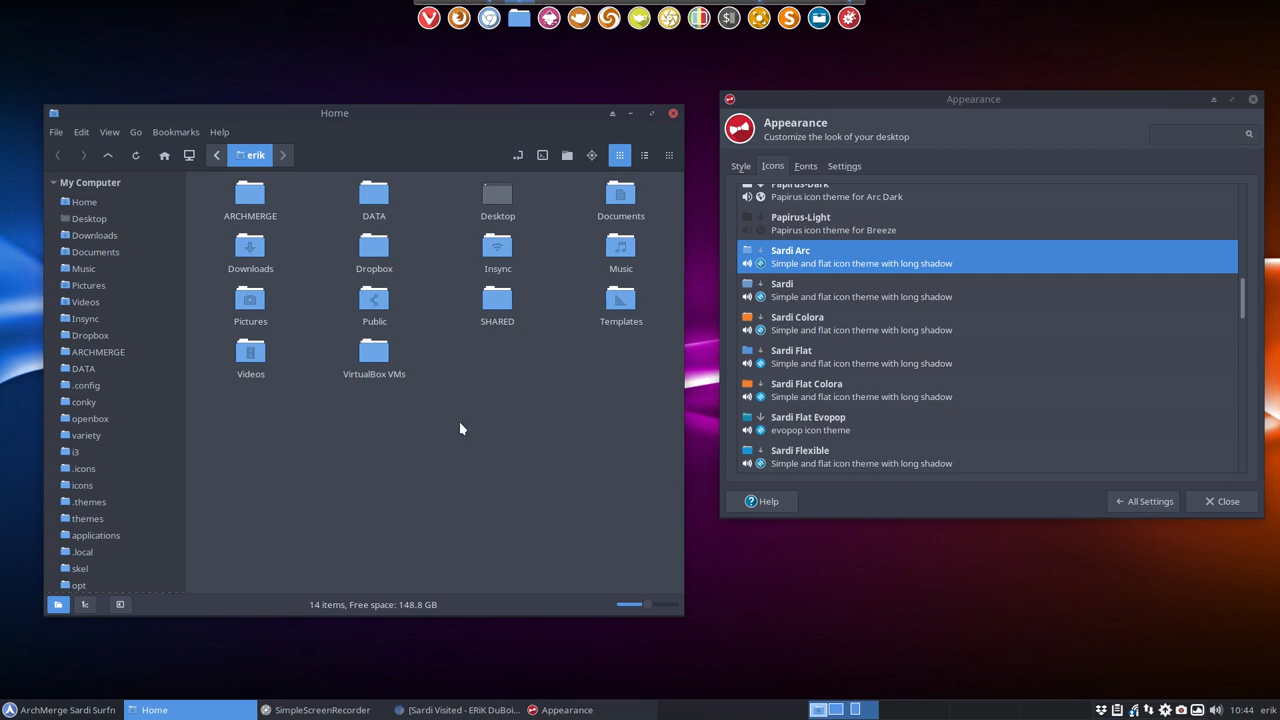 Home
File Edit View Go Bookmarks Help
erik
My Computer
Home
Desktop
Downloads
Documents
Music
Pictures
Videos
Insync
Dropbox
ARCHMERGE
DATA
.config
conky
openbox
variety
i3
.icons
icons
.themes
themes
applications
.local
skel
opt
ARCHMERGE DATA Desktop Documents
Downloads Dropbox Insync Music
Pictures Public SHARED Templates
Videos VirtualBox VMs
14 items, Free space: 148.8 GB
Appearance
Appearance
Customize the look of your desktop
Style Icons Fonts Settings
Papirus-Dark
Papirus icon theme for Arc Dark
Papirus-Light
Papirus icon theme for Breeze
Sardi Arc
Simple and flat icon theme with long shadow
Sardi
Simple and flat icon theme with long shadow
Sardi Colora
Simple and flat icon theme with long shadow
Sardi Flat
Simple and flat icon theme with long shadow
Sardi Flat Colora
Simple and flat icon theme with long shadow
Sardi Flat Evopop
evopop icon theme
Sardi Flexible
Simple and flat icon theme with long shadow
Help All Settings Close
ArchMerge Sardi Surfn Home SimpleScreenRecorder [Sardi Visited - ERiK DuBoi... Appearance 10:44 erik